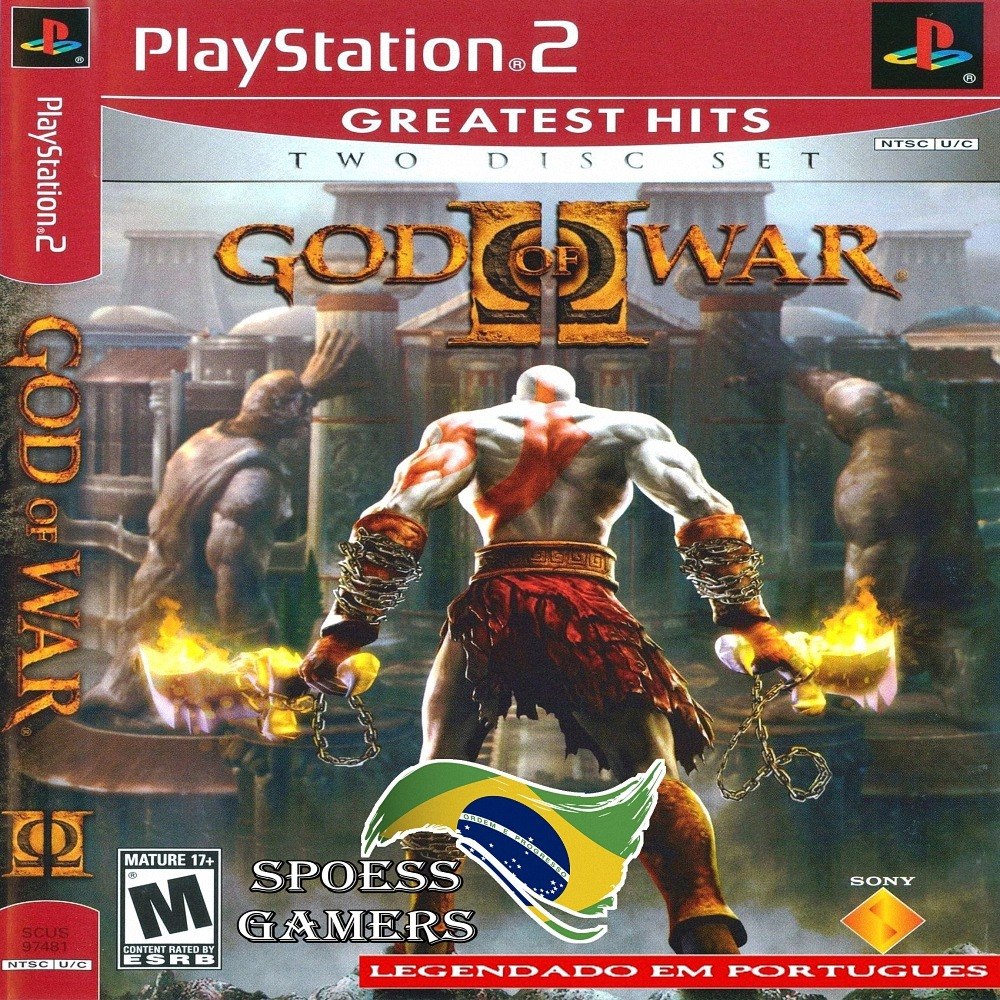 PlayStation®2
GOD OF WAR®
II
SCUS
97481
NTSC U/C
PlayStation®2
®
GREATEST HITS
NTSC U/C
TWO DISC SET
GOD OF WAR®
II
MATURE 17+
®
M
CONTENT RATED BY
ESRB
SPOESS
GAMERS
ORDEM E PROGRESSO
SONY
LEGENDADO EM PORTUGUES